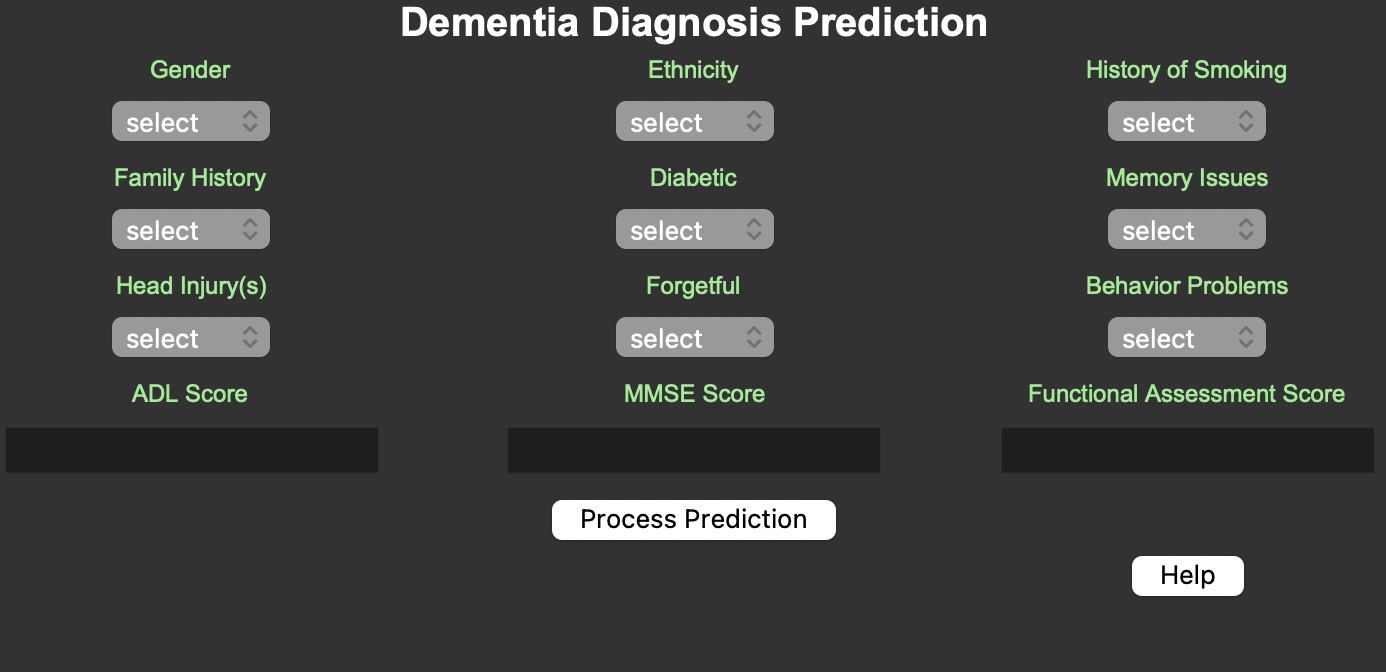 Dementia Diagnosis Prediction
Gender Ethnicity History of Smoking
select select select
Family History Diabetic Memory Issues
select select select
Head Injury(s) Forgetful Behavior Problems
select select select
ADL Score MMSE Score Functional Assessment Score
Process Prediction
Help